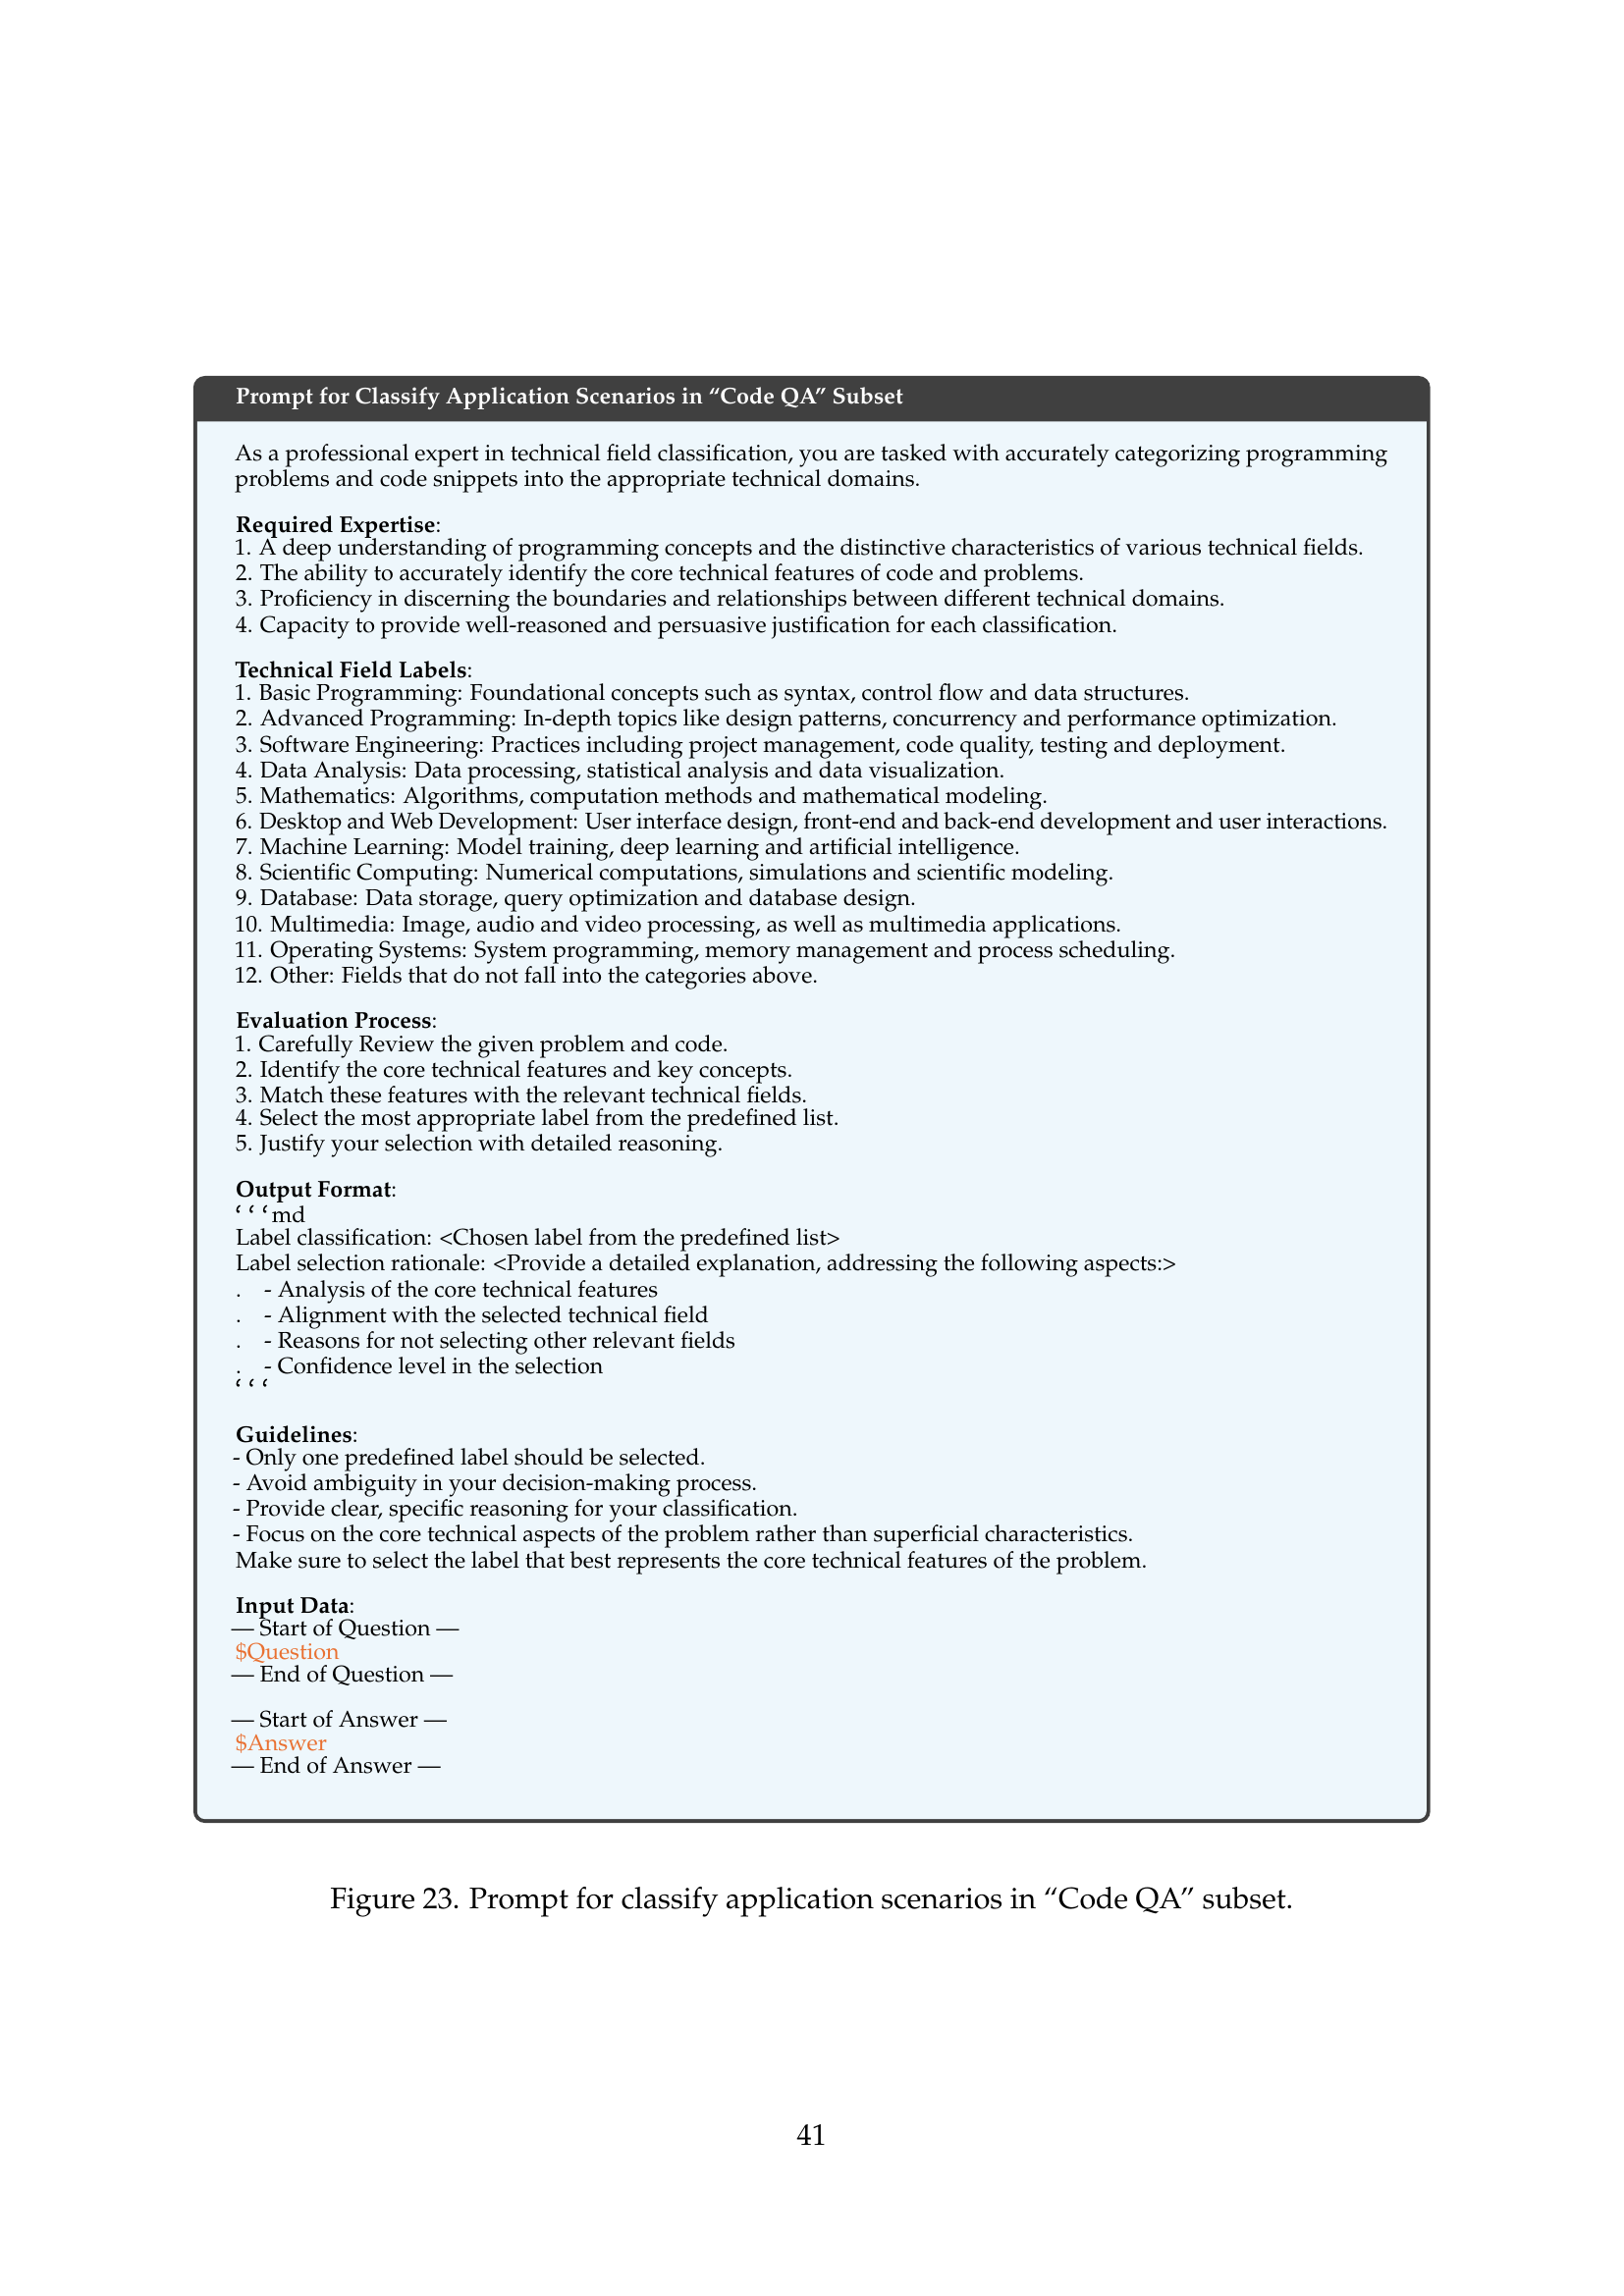 Prompt for Classify Application Scenarios in “Code QA” Subset
As a professional expert in technical field classification, you are tasked with accurately categorizing programming
problems and code snippets into the appropriate technical domains.
Required Expertise:
1. A deep understanding of programming concepts and the distinctive characteristics of various technical fields.
2. The ability to accurately identify the core technical features of code and problems.
3. Proficiency in discerning the boundaries and relationships between different technical domains.
4. Capacity to provide well-reasoned and persuasive justification for each classification.
Technical Field Labels:
1. Basic Programming: Foundational concepts such as syntax, control flow and data structures.
2. Advanced Programming: In-depth topics like design patterns, concurrency and performance optimization.
3. Software Engineering: Practices including project management, code quality, testing and deployment.
4. Data Analysis: Data processing, statistical analysis and data visualization.
5. Mathematics: Algorithms, computation methods and mathematical modeling.
6. Desktop and Web Development: User interface design, front-end and back-end development and user interactions.
7. Machine Learning: Model training, deep learning and artificial intelligence.
8. Scientific Computing: Numerical computations, simulations and scientific modeling.
9. Database: Data storage, query optimization and database design.
10. Multimedia: Image, audio and video processing, as well as multimedia applications.
11. Operating Systems: System programming, memory management and process scheduling.
12. Other: Fields that do not fall into the categories above.
Evaluation Process:
1. Carefully Review the given problem and code.
2. Identify the core technical features and key concepts.
3. Match these features with the relevant technical fields.
4. Select the most appropriate label from the predefined list.
5. Justify your selection with detailed reasoning.
Output Format:
‘ ‘ ‘ md
Label classification: <Chosen label from the predefined list>
Label selection rationale: <Provide a detailed explanation, addressing the following aspects:>
. - Analysis of the core technical features
. - Alignment with the selected technical field
. - Reasons for not selecting other relevant fields
. - Confidence level in the selection
‘ ‘ ‘
Guidelines:
- Only one predefined label should be selected.
- Avoid ambiguity in your decision-making process.
- Provide clear, specific reasoning for your classification.
- Focus on the core technical aspects of the problem rather than superficial characteristics.
Make sure to select the label that best represents the core technical features of the problem.
Input Data:
— Start of Question —
$Question
— End of Question —
— Start of Answer —
$Answer
— End of Answer —
Figure 23. Prompt for classify application scenarios in “Code QA” subset.
41